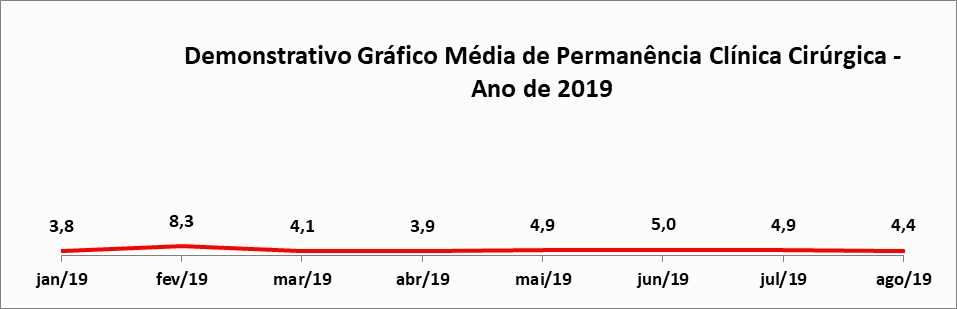 Demonstrativo Gráfico Média de Permanência Clínica Cirúrgica -
Ano de 2019
3,8 8,3 4,1 3,9 4,9 5,0 4,9 4,4
jan/19 fev/19 mar/19 abr/19 mai/19 jun/19 jul/19 ago/19